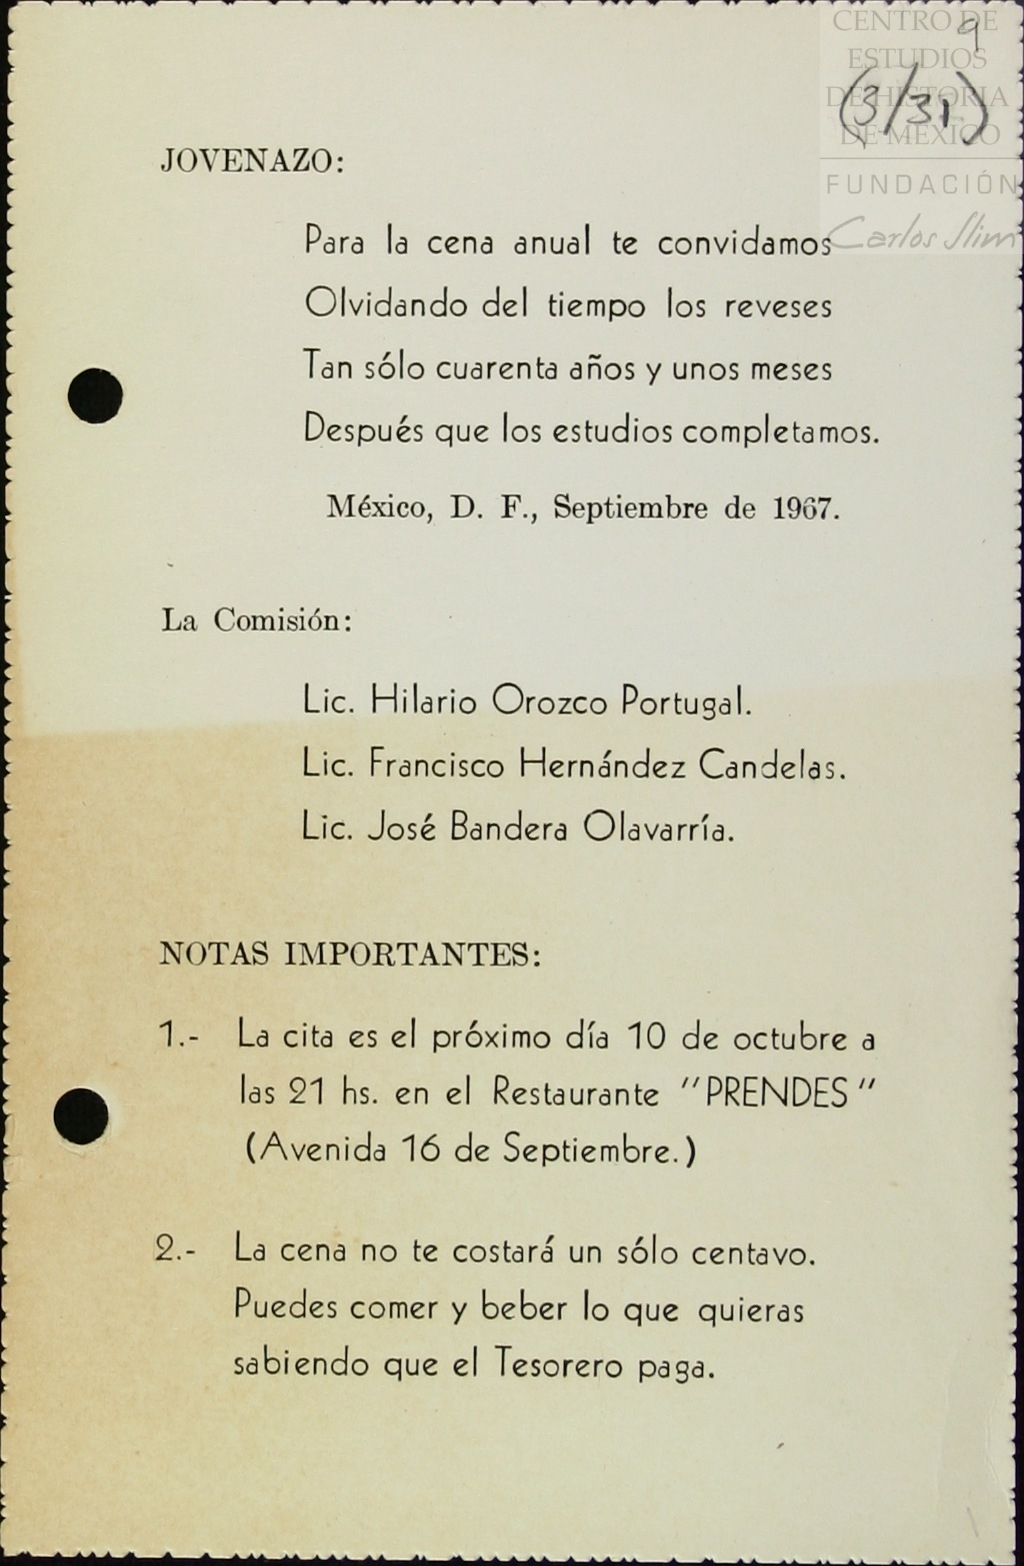 CENTRO DE
ESTUDIOS
DE HISTORIA
DE MÉXICO
FUNDACIÓN
Carlos Slim
9
(3/31)
JOVENAZO:
Para la cena anual te convidamos
Olvidando del tiempo los reveses
Tan sólo cuarenta años y unos meses
Después que los estudios completamos.
México, D. F., Septiembre de 1967.
La Comisión:
Lic. Hilario Orozco Portugal.
Lic. Francisco Hernández Candelas.
Lic. José Bandera Olavarría.
NOTAS IMPORTANTES:
1.- La cita es el próximo día 10 de octubre a
las 21 hs. en el Restaurante "PRENDES"
(Avenida 16 de Septiembre.)
2.- La cena no te costará un sólo centavo.
Puedes comer y beber lo que quieras
sabiendo que el Tesorero paga.